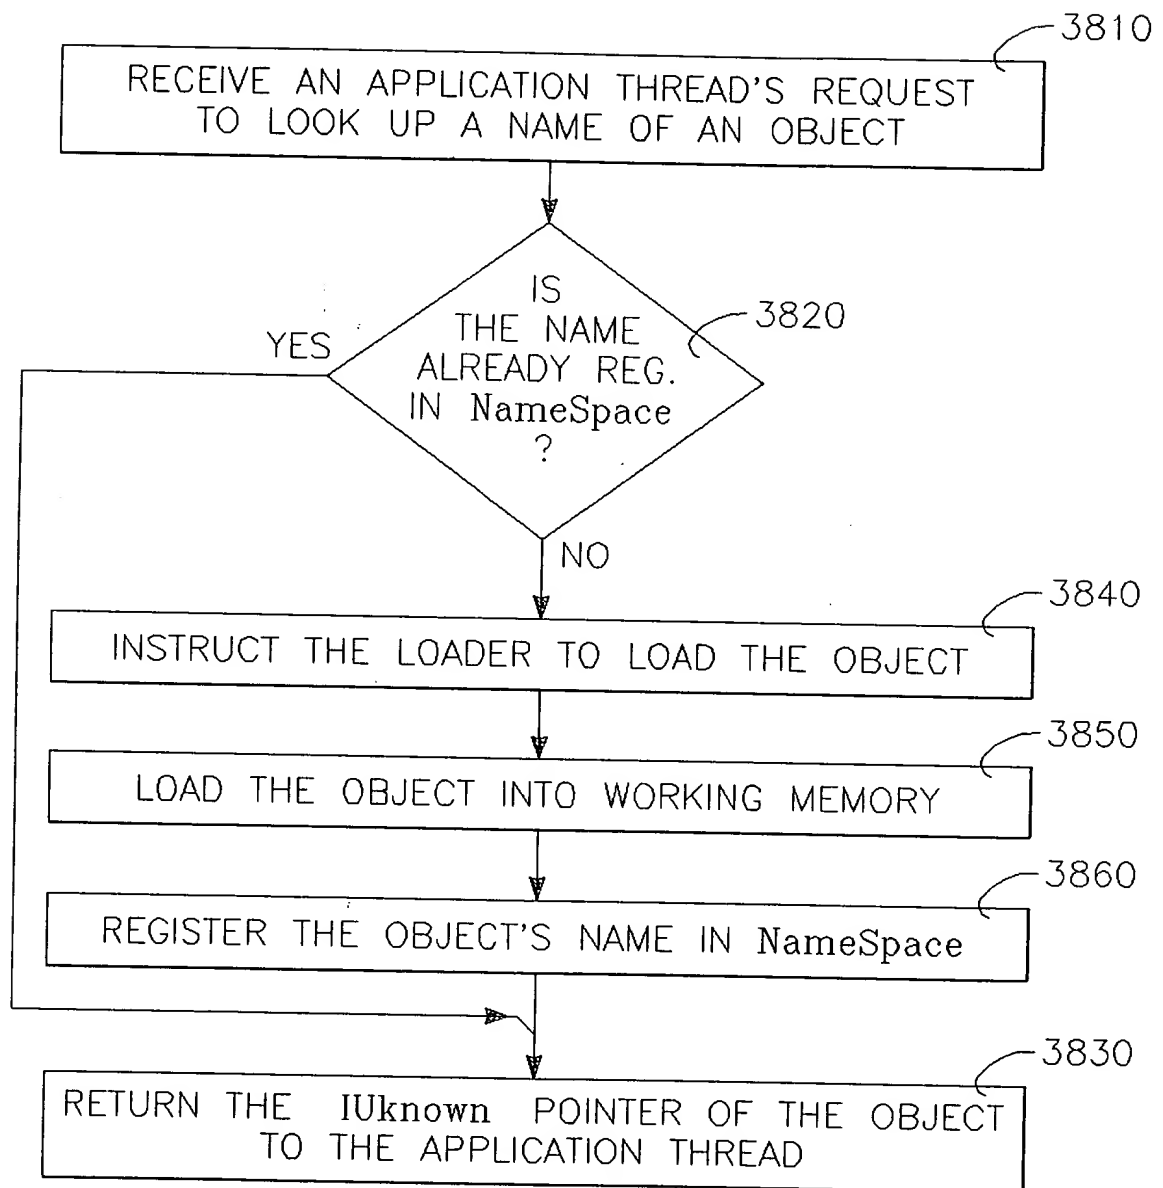 3810
RECEIVE AN APPLICATION THREAD'S REQUEST
TO LOOK UP A NAME OF AN OBJECT
IS
THE NAME
ALREADY REG.
IN NameSpace
?
3820
YES
NO
3840
INSTRUCT THE LOADER TO LOAD THE OBJECT
3850
LOAD THE OBJECT INTO WORKING MEMORY
3860
REGISTER THE OBJECT'S NAME IN NameSpace
3830
RETURN THE IUknown POINTER OF THE OBJECT
TO THE APPLICATION THREAD